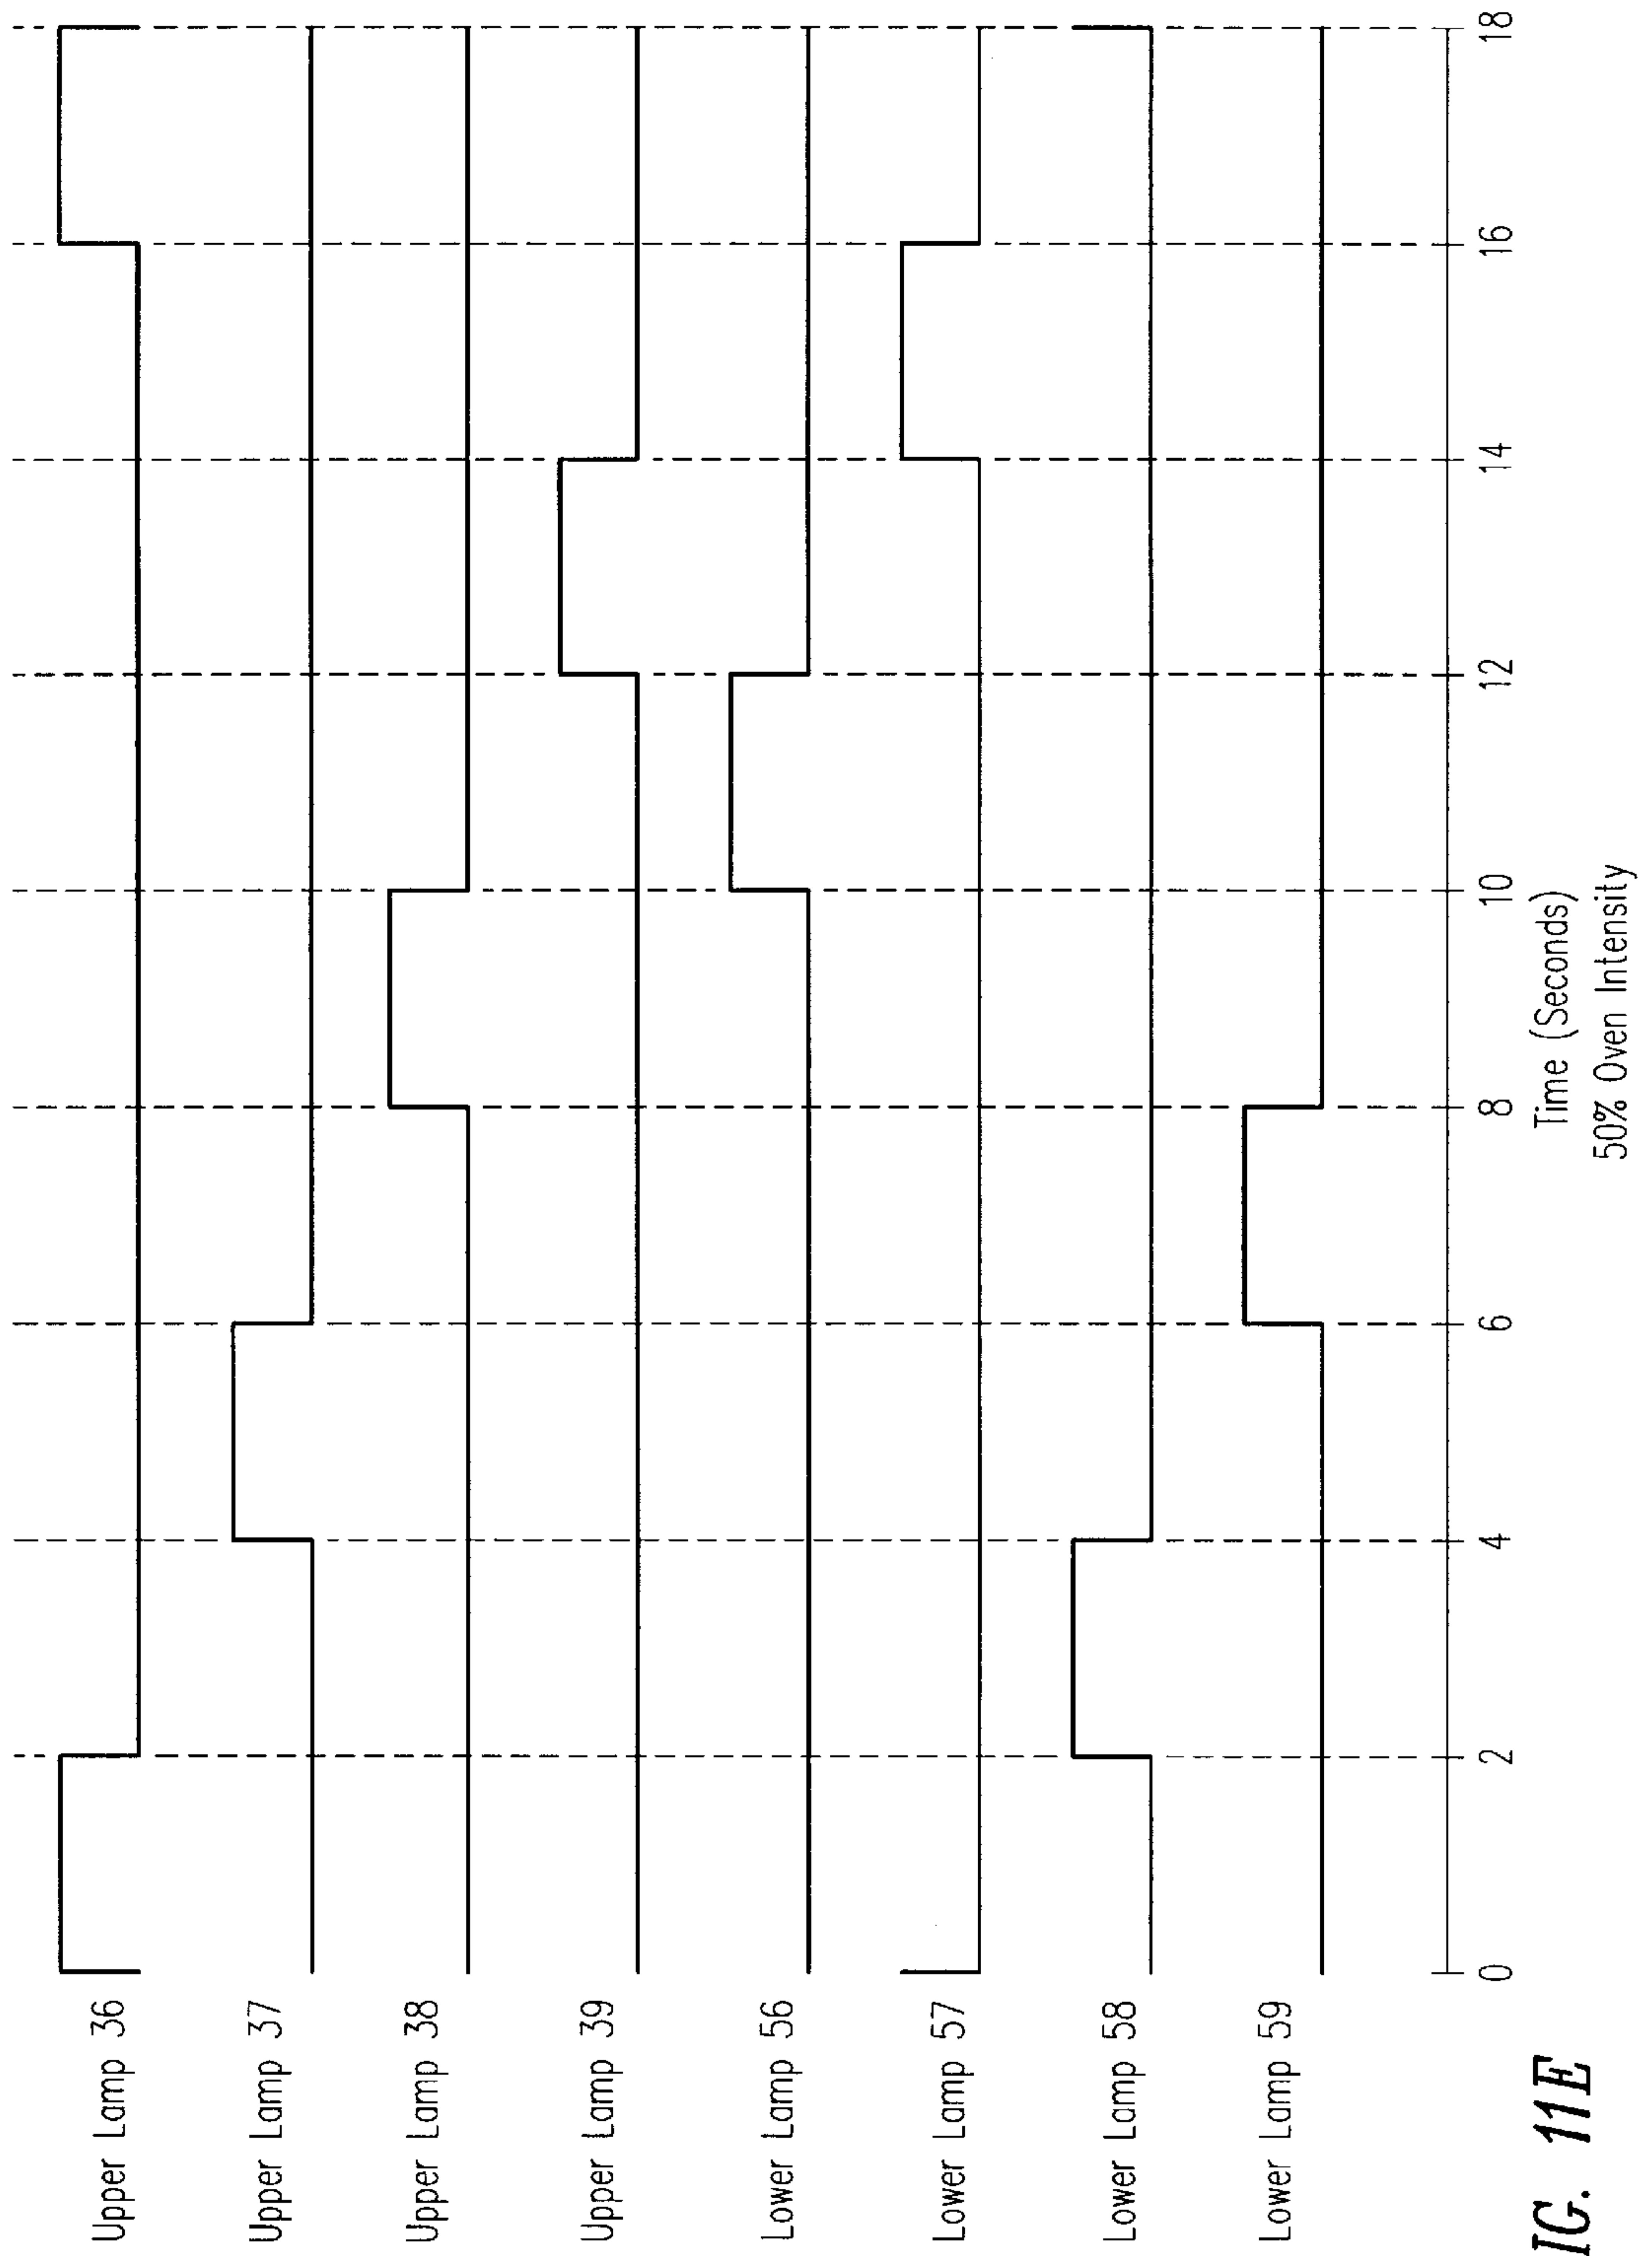 Upper Lamp 36
Upper Lamp 37
Upper Lamp 38
Upper Lamp 39
Lower Lamp 56
Lower Lamp 57
Lower Lamp 58
Lower Lamp 59
0 2 4 6 8 10 12 14 16 18
Time (Seconds)
50% Oven Intensity
IG. 11E